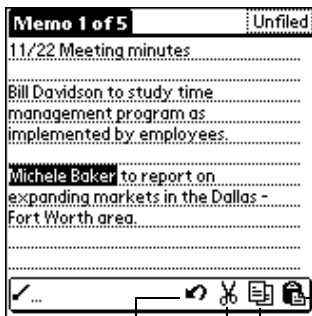 Memo 1 of 5
Unfiled
11/22 Meeting minutes
Bill Davidson to study time
management program as
implemented by employees.
Michele Baker to report on
expanding markets in the Dallas -
Fort Worth area.